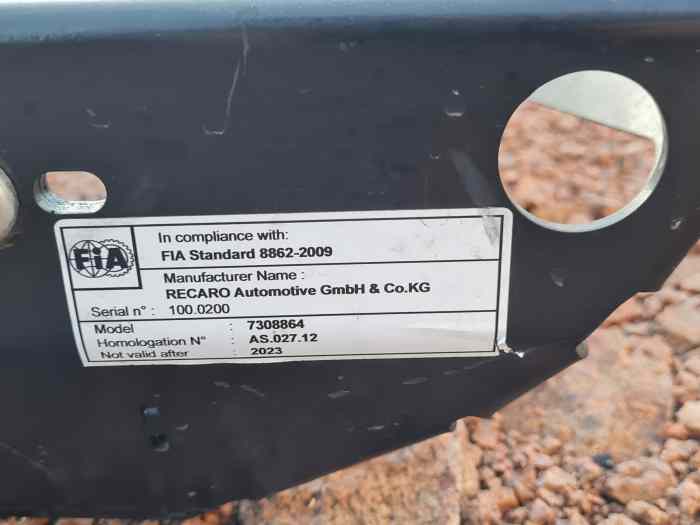 FiA
In compliance with:
FIA Standard 8862-2009
Manufacturer Name :
RECARO Automotive GmbH & Co.KG
Serial n° : 100.0200
Model : 7308864
Homologation N° : AS.027.12
Not valid after : 2023